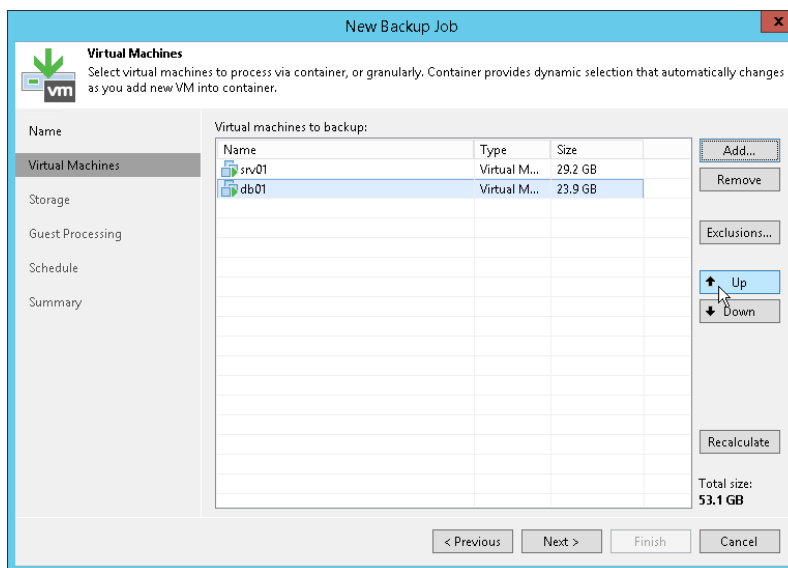 New Backup Job
x
Virtual Machines
Select virtual machines to process via container, or granularly. Container provides dynamic selection that automatically changes
as you add new VM into container.
vm
Name
Virtual Machines
Storage
Guest Processing
Schedule
Summary
Virtual machines to backup:
Name Type Size
srv01 Virtual M... 29.2 GB
db01 Virtual M... 23.9 GB
Add...
Remove
Exclusions...
Up
Down
Recalculate
Total size:
53.1 GB
< Previous Next > Finish Cancel